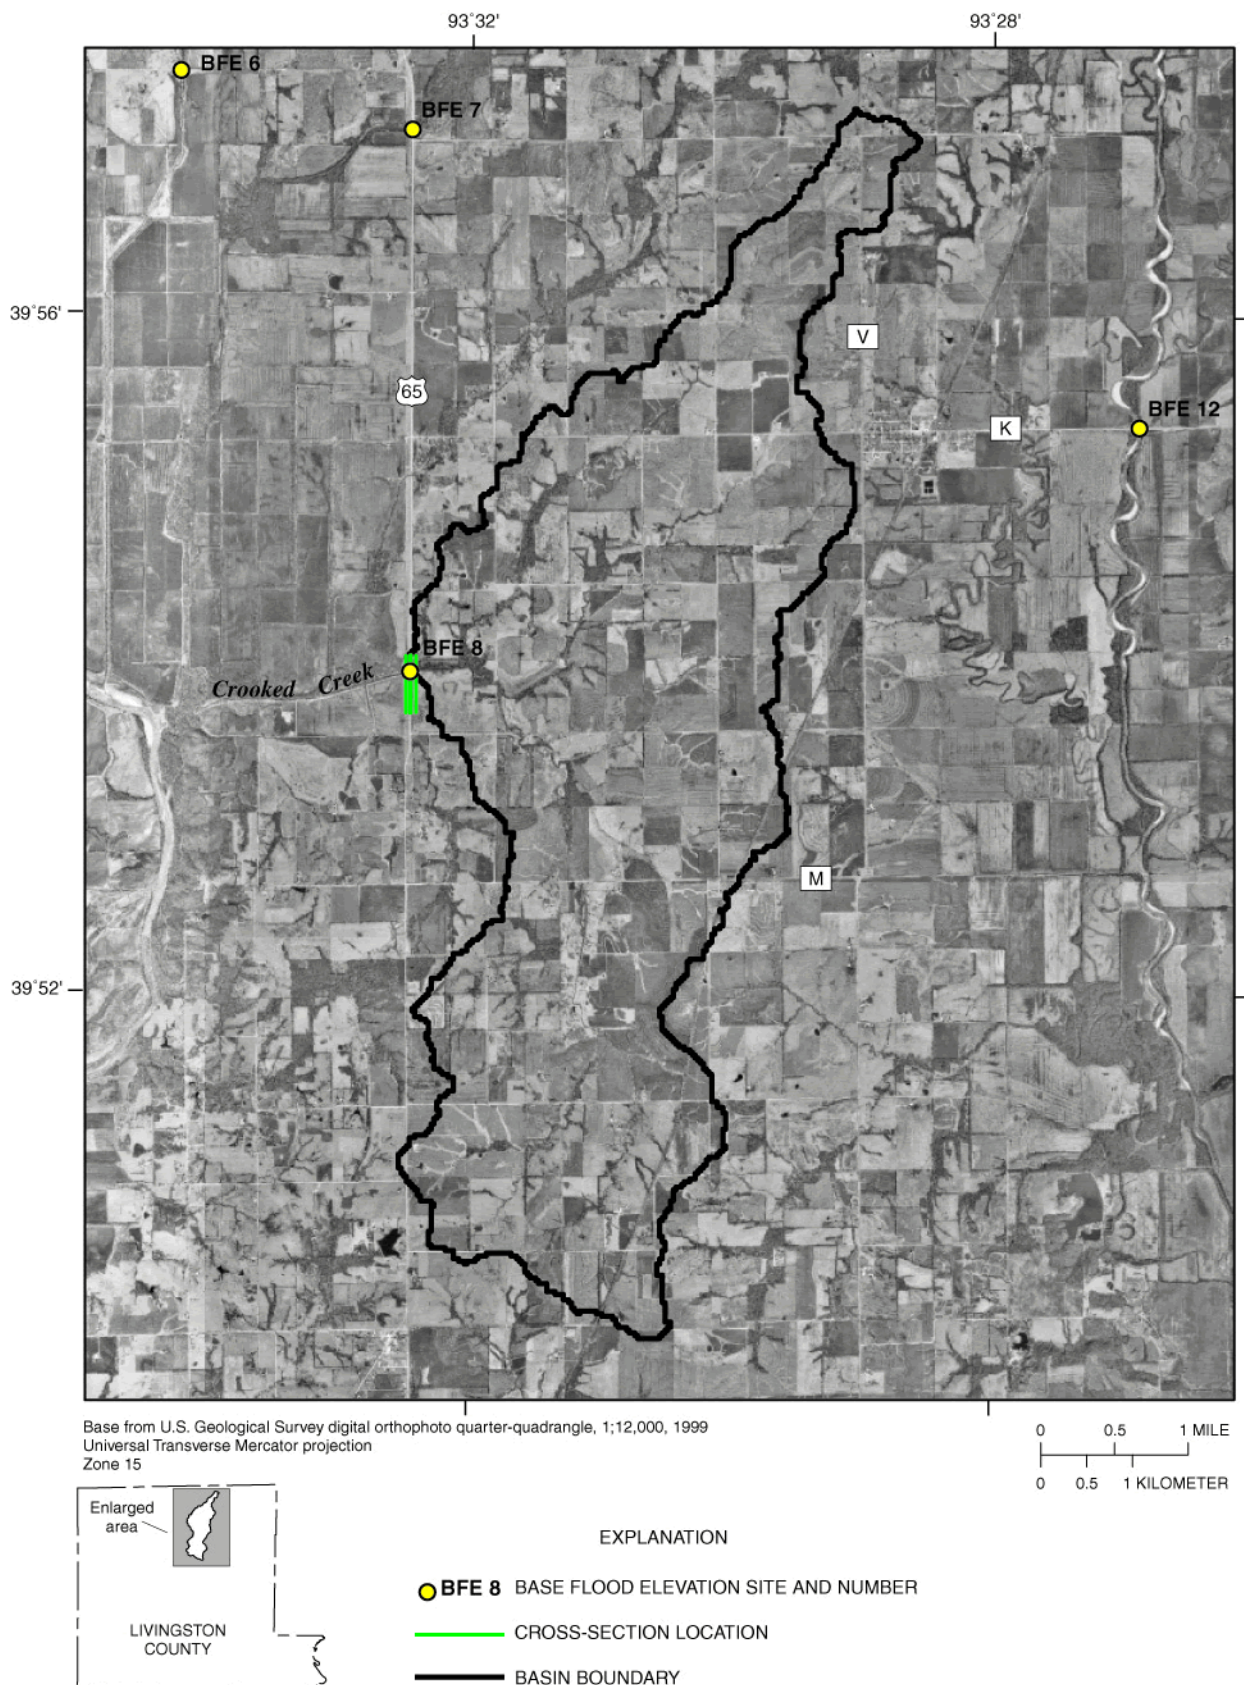 93°32'
93°28'
BFE 6
BFE 7
39°56'
V
65
BFE 12
K
BFE 8
Crooked Creek
M
39°52'
Base from U.S. Geological Survey digital orthophoto quarter-quadrangle, 1;12,000, 1999
Universal Transverse Mercator projection
Zone 15
0 0.5 1 MILE
0 0.5 1 KILOMETER
Enlarged
area
LIVINGSTON
COUNTY
EXPLANATION
BFE 8 BASE FLOOD ELEVATION SITE AND NUMBER
CROSS-SECTION LOCATION
BASIN BOUNDARY